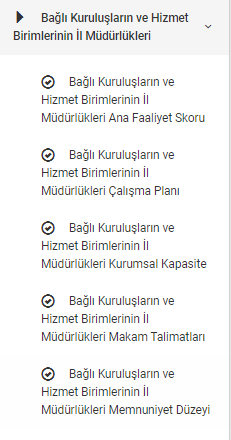 Bağlı Kuruluşların ve Hizmet
Birimlerinin İl Müdürlükleri
Bağlı Kuruluşların ve
Hizmet Birimlerinin İl
Müdürlükleri Ana Faaliyet Skoru
Bağlı Kuruluşların ve
Hizmet Birimlerinin İl
Müdürlükleri Çalışma Planı
Bağlı Kuruluşların ve
Hizmet Birimlerinin İl
Müdürlükleri Kurumsal Kapasite
Bağlı Kuruluşların ve
Hizmet Birimlerinin İl
Müdürlükleri Makam Talimatları
Bağlı Kuruluşların ve
Hizmet Birimlerinin İl
Müdürlükleri Memnuniyet Düzeyi